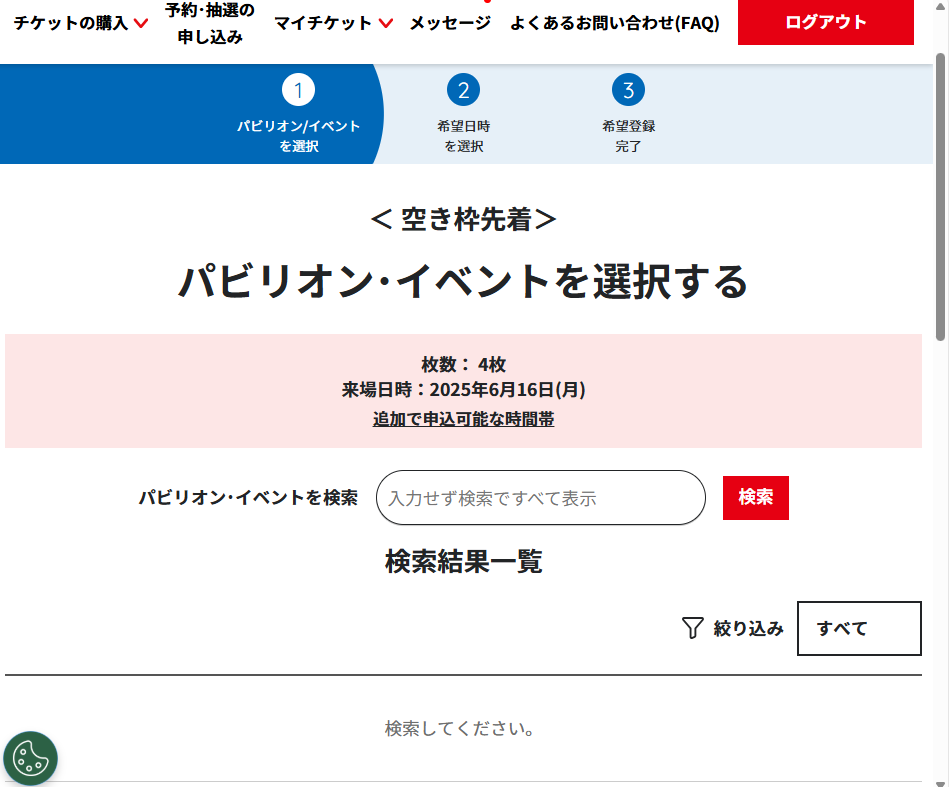 チケットの購入
予約･抽選の
申し込み
マイチケット
メッセージ
よくあるお問い合わせ(FAQ)
ログアウト
1
パビリオン/イベント
を選択
2
希望日時
を選択
3
希望登録
完了
＜ 空き枠先着＞
パビリオン･イベントを選択する
枚数： 4枚
来場日時：2025年6月16日(月)
追加で申込可能な時間帯
パビリオン･イベントを検索
入力せず検索ですべて表示
検索
検索結果一覧
絞り込み
すべて
検索してください。